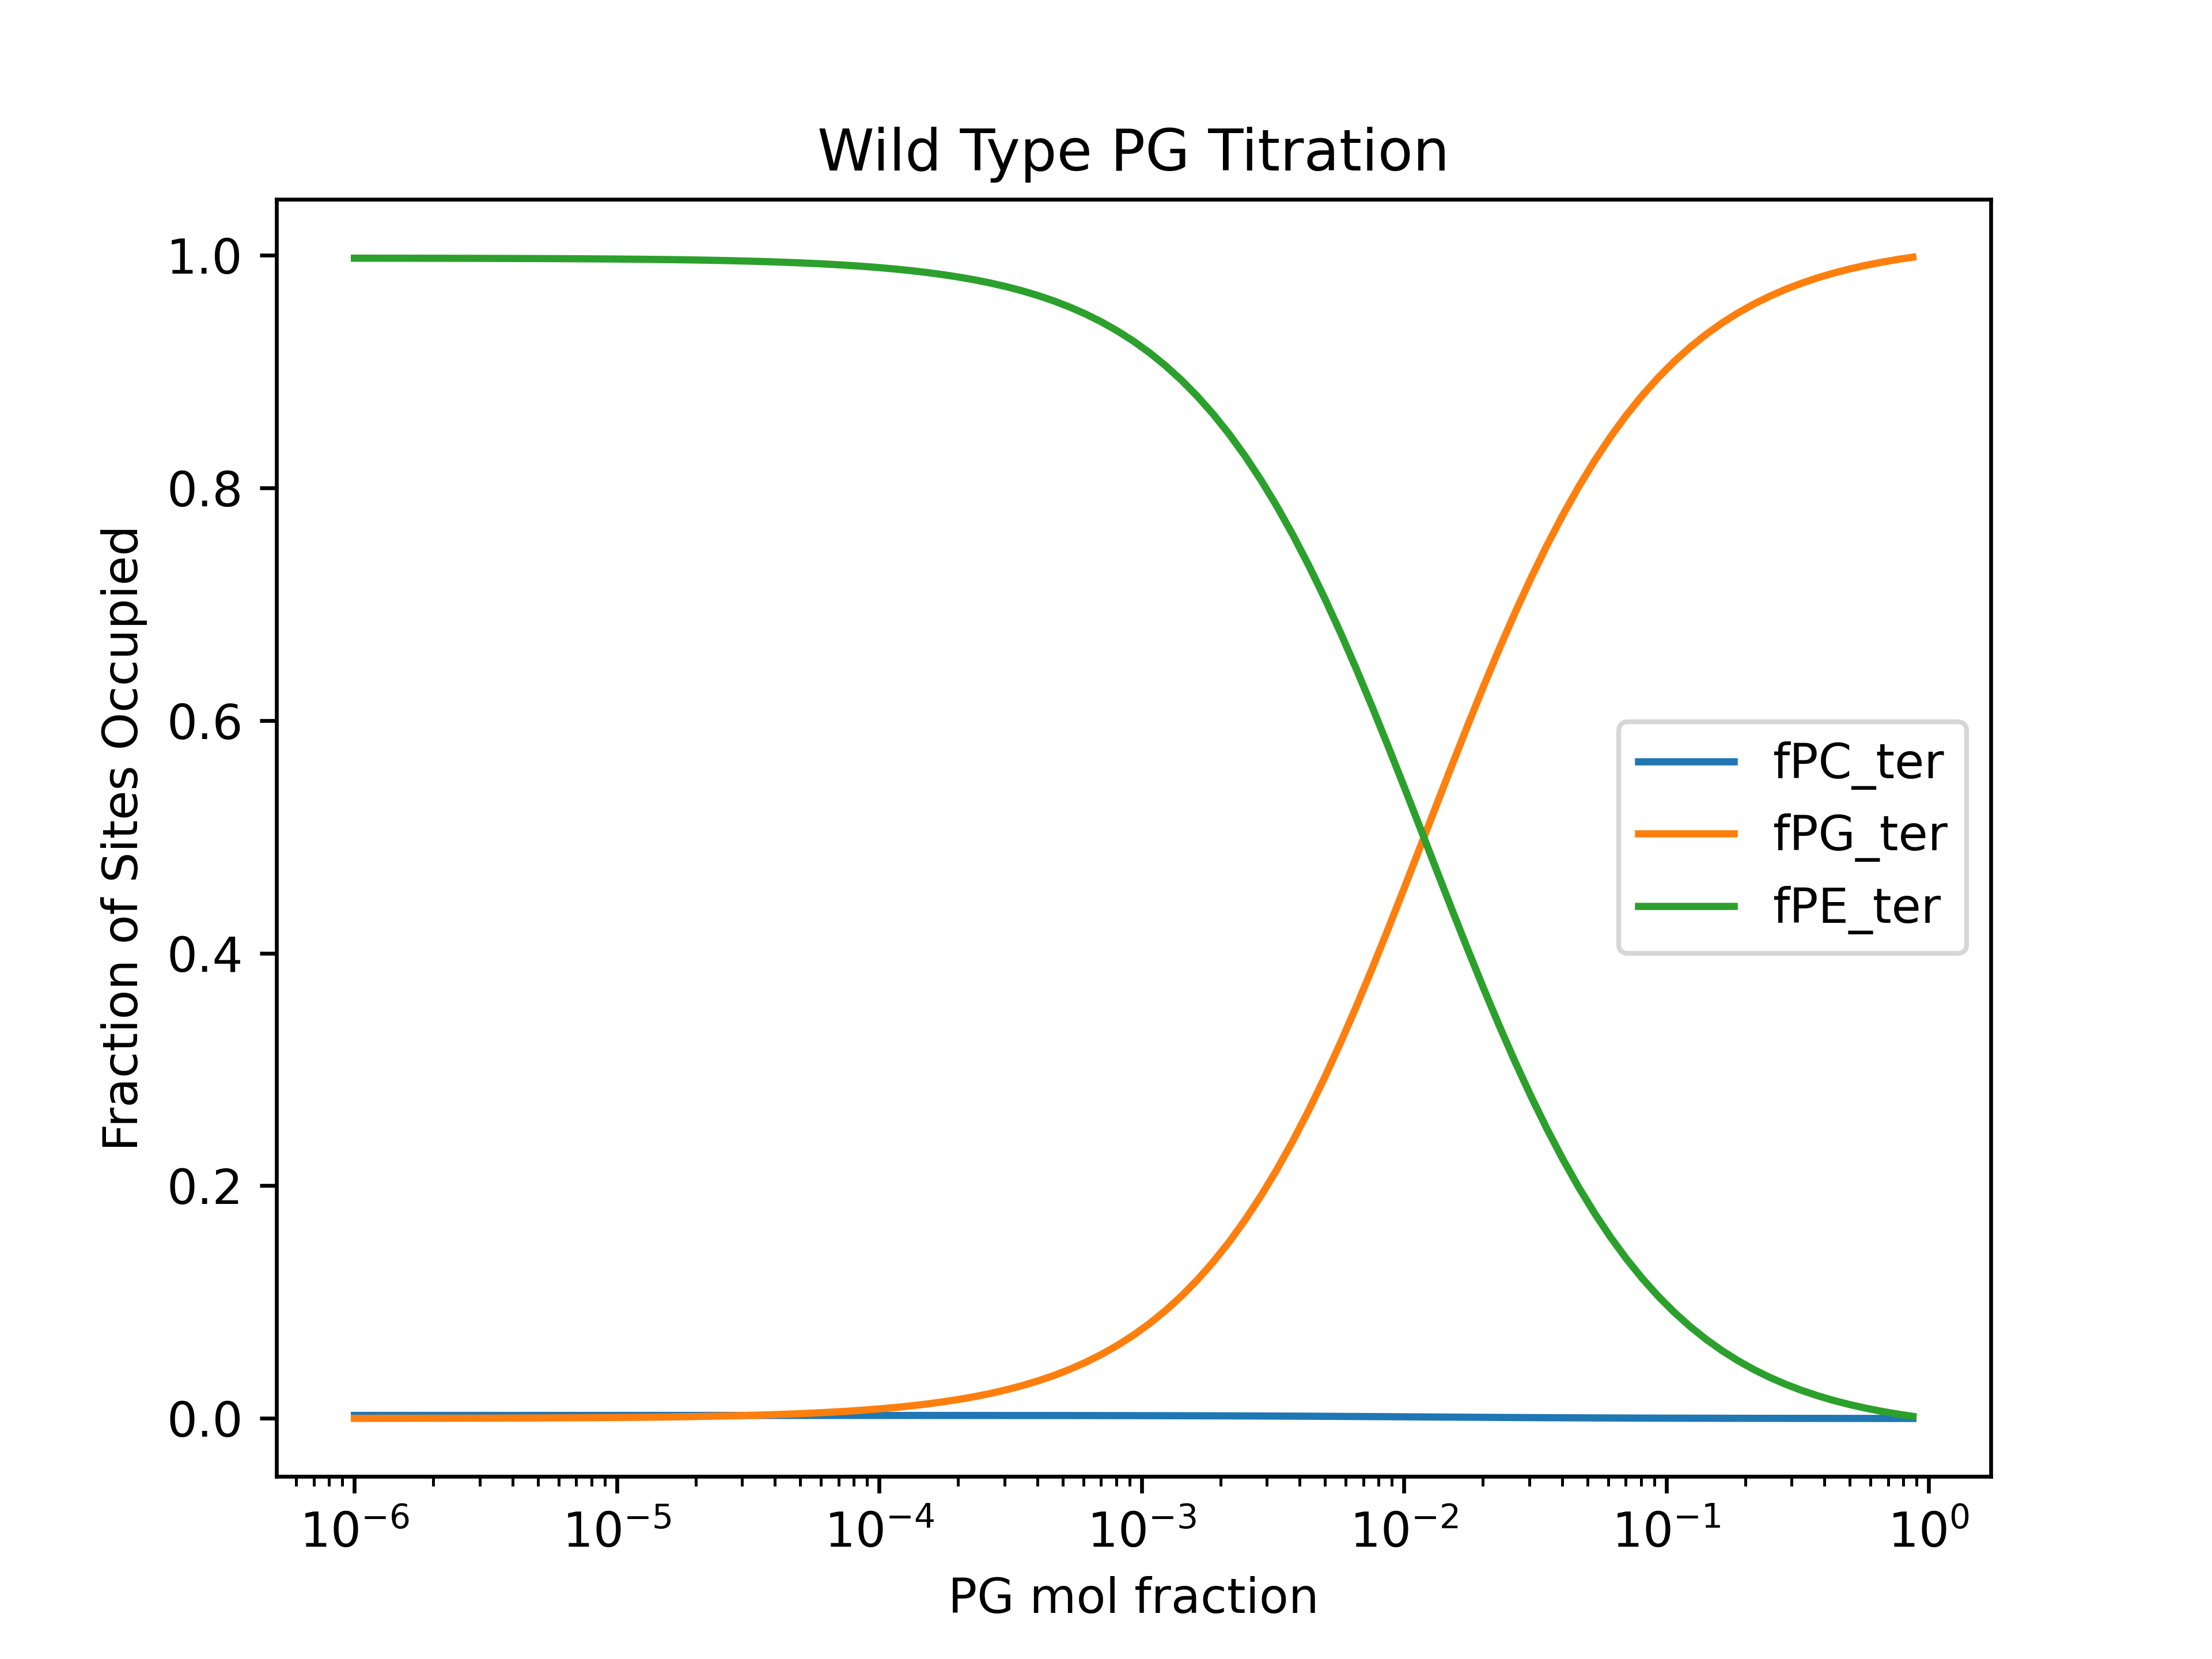 Wild Type PG Titration
Fraction of Sites Occupied
1.0
0.8
0.6
0.4
0.2
0.0
fPC_ter
fPG_ter
fPE_ter
10⁻⁶ 10⁻⁵ 10⁻⁴ 10⁻³ 10⁻² 10⁻¹ 10⁰
PG mol fraction